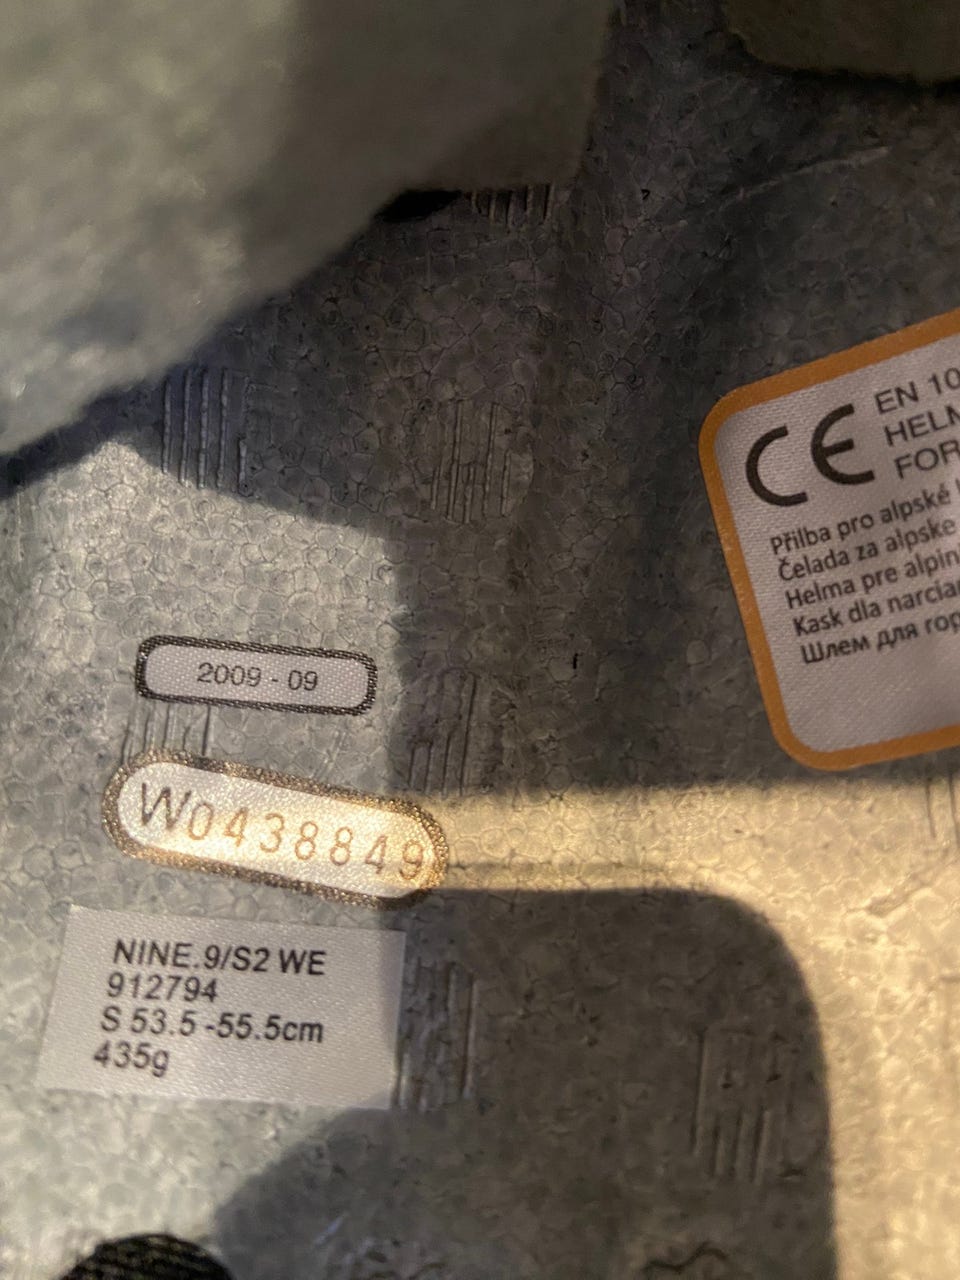 CE
EN 10
HELM
FOR
Přilba pro alpské
Čelada za alpske
Helma pre alpin
Kask dla narciar
Шлем для гор
2009 - 09
W0438849
NINE.9/S2 WE
912794
S 53.5 -55.5cm
435g